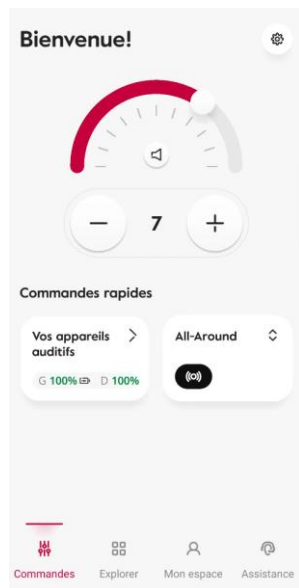 Bienvenue!
7
Commandes rapides
Vos appareils
auditifs
G 100% D 100%
All-Around
Commandes Explorer Mon espace Assistance